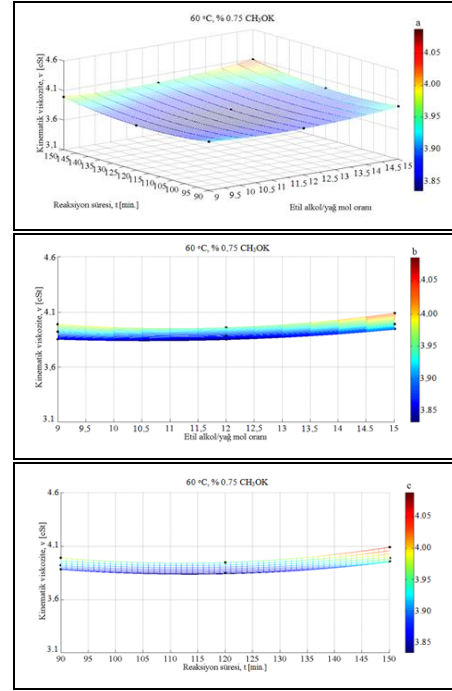 60 ᵒC, % 0.75 CH₃OK
a
Kinematik viskozite, v [cSt]
4.6
4.1
3.6
3.1
150 145 140 135 130 125 120 115 110 105 100 95 90
Reaksiyon süresi, t[min.]
9 9.5 10 10.5 11 11.5 12 12.5 13 13.5 14 14.5 15
Etil alkol/yağ mol oranı
4.05
4.00
3.95
3.90
3.85
60 ᵒC, % 0,75 CH₃OK
b
Kinematik viskozite, v [cSt]
4.6
4.1
3.6
3.1
9 9.5 10 10.5 11 11.5 12 12.5 13 13.5 14 14.5 15
Etil alkol/yağ mol oranı
4.05
4.00
3.95
3.90
3.85
60 ᵒC, % 0.75 CH₃OK
c
Kinematik viskozite, v [cSt]
4.6
4.1
3.6
3.1
90 95 100 105 110 115 120 125 130 135 140 145 150
Reaksiyon süresi, t [min.]
4.05
4.00
3.95
3.90
3.85